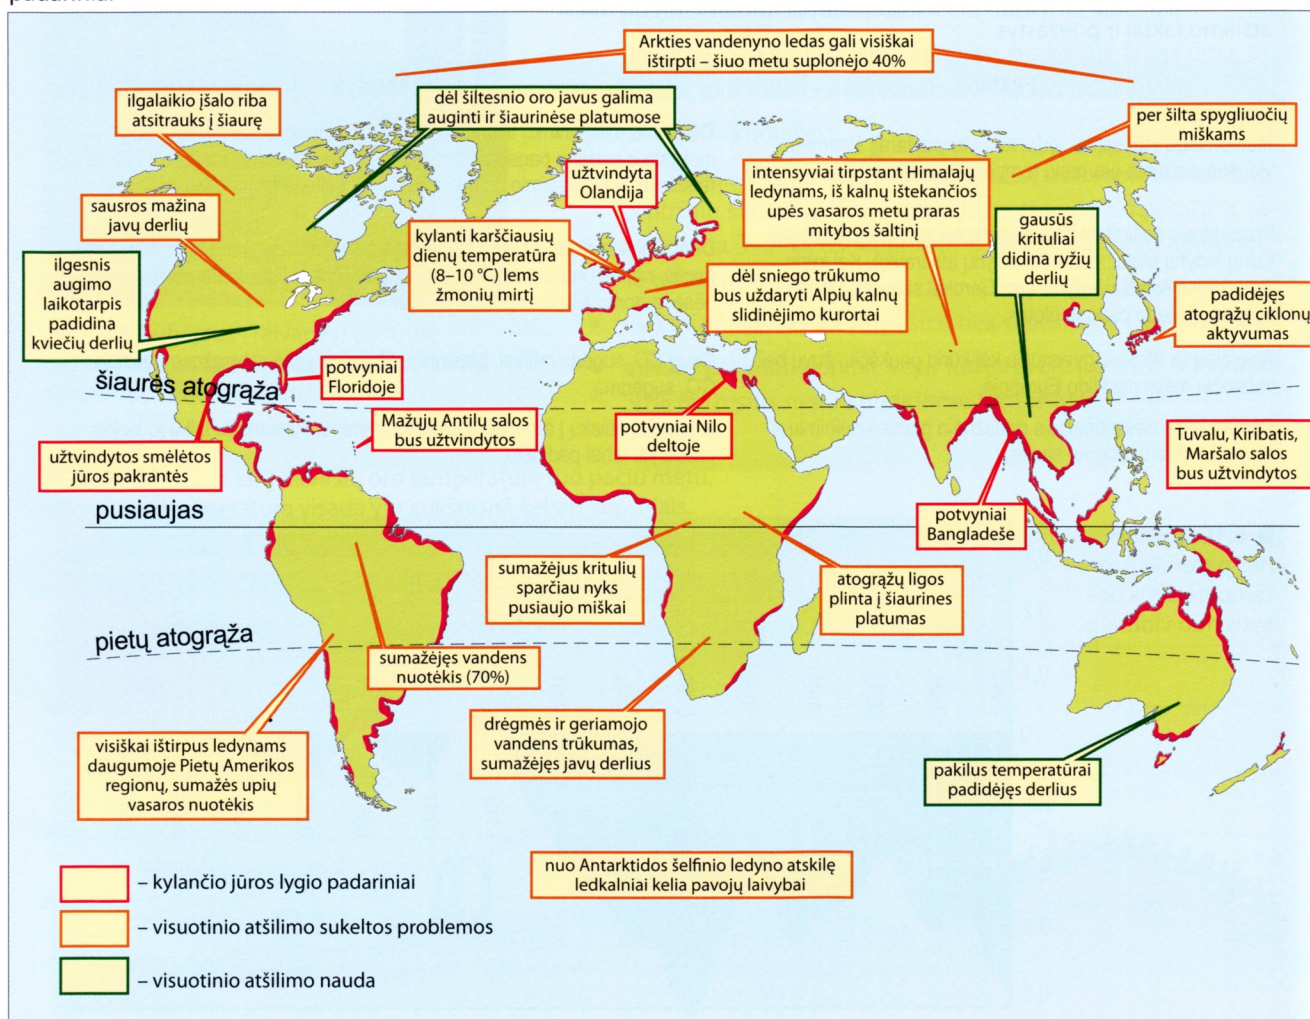 Arkties vandenyno ledas gali visiškai
ištirpti – šiuo metu suplonėjo 40%
ilgalaikio įšalo riba
atsitrauks į šiaurę
dėl šiltesnio oro javus galima
auginti ir šiaurinėse platumose
per šilta spygliuočių
miškams
užtvindyta
Olandija
intensyviai tirpstant Himalajų
ledynams, iš kalnų ištekančios
upės vasaros metu praras
mitybos šaltinį
sausros mažina
javų derlių
gausūs
krituliai
didina ryžių
derlių
kylanti karščiausių
dienų temperatūra
(8–10 °C) lems
žmonių mirtį
ilgesnis
augimo
laikotarpis
padidina
kviečių derlių
dėl sniego trūkumo
bus uždaryti Alpių kalnų
slidinėjimo kurortai
padidėjęs
atogrąžų ciklonų
aktyvumas
potvyniai
Floridoje
šiaurės atogrąža
Mažųjų Antilų salos
bus užtvindytos
potvyniai Nilo
deltoje
Tuvalu, Kiribatis,
Maršalo salos
bus užtvindytos
užtvindytos smėlėtos
jūros pakrantės
pusiaujas
potvyniai
Bangladeše
sumažėjus kritulių
sparčiau nyks
pusiaujo miškai
atogrąžų ligos
plinta į šiaurines
platumas
pietų atogrąža
sumažėjęs vandens
nuotėkis (70%)
drėgmės ir geriamojo
vandens trūkumas,
sumažėjęs javų derlius
visiškai ištirpus ledynams
daugumoje Pietų Amerikos
regionų, sumažės upių
vasaros nuotėkis
pakilus temperatūrai
padidėjęs derlius
nuo Antarktidos šelfinio ledyno atskilę
ledkalniai kelia pavojų laivybai
– kylančio jūros lygio padariniai
– visuotinio atšilimo sukeltos problemos
– visuotinio atšilimo nauda